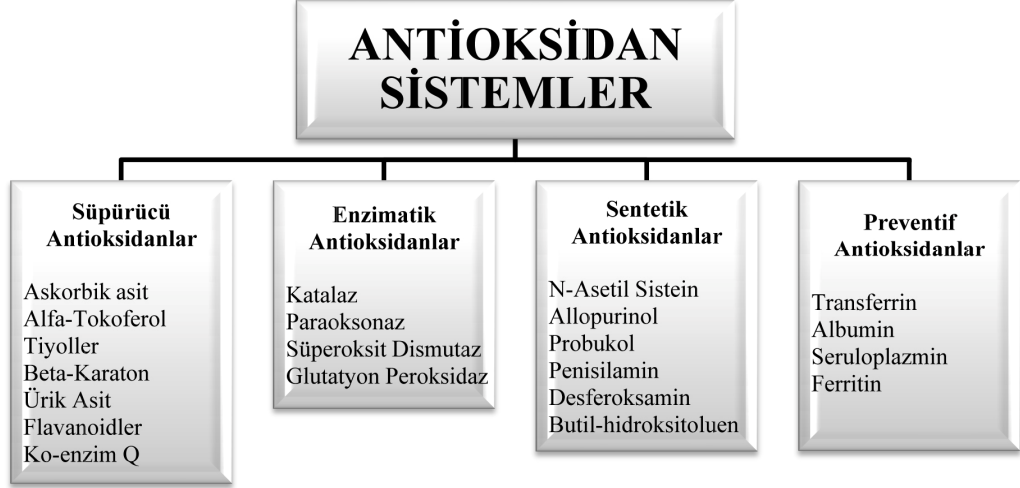 ANTİOKSİDAN
SİSTEMLER
Süpürücü
Antioksidanlar
Askorbik asit
Alfa-Tokoferol
Tiyoller
Beta-Karaton
Ürik Asit
Flavanoidler
Ko-enzim Q
Enzimatik
Antioksidanlar
Katalaz
Paraoksonaz
Süperoksit Dismutaz
Glutatyon Peroksidaz
Sentetik
Antioksidanlar
N-Asetil Sistein
Allopurinol
Probukol
Penisilamin
Desferoksamin
Butil-hidroksitoluen
Preventif
Antioksidanlar
Transferrin
Albumin
Seruloplazmin
Ferritin